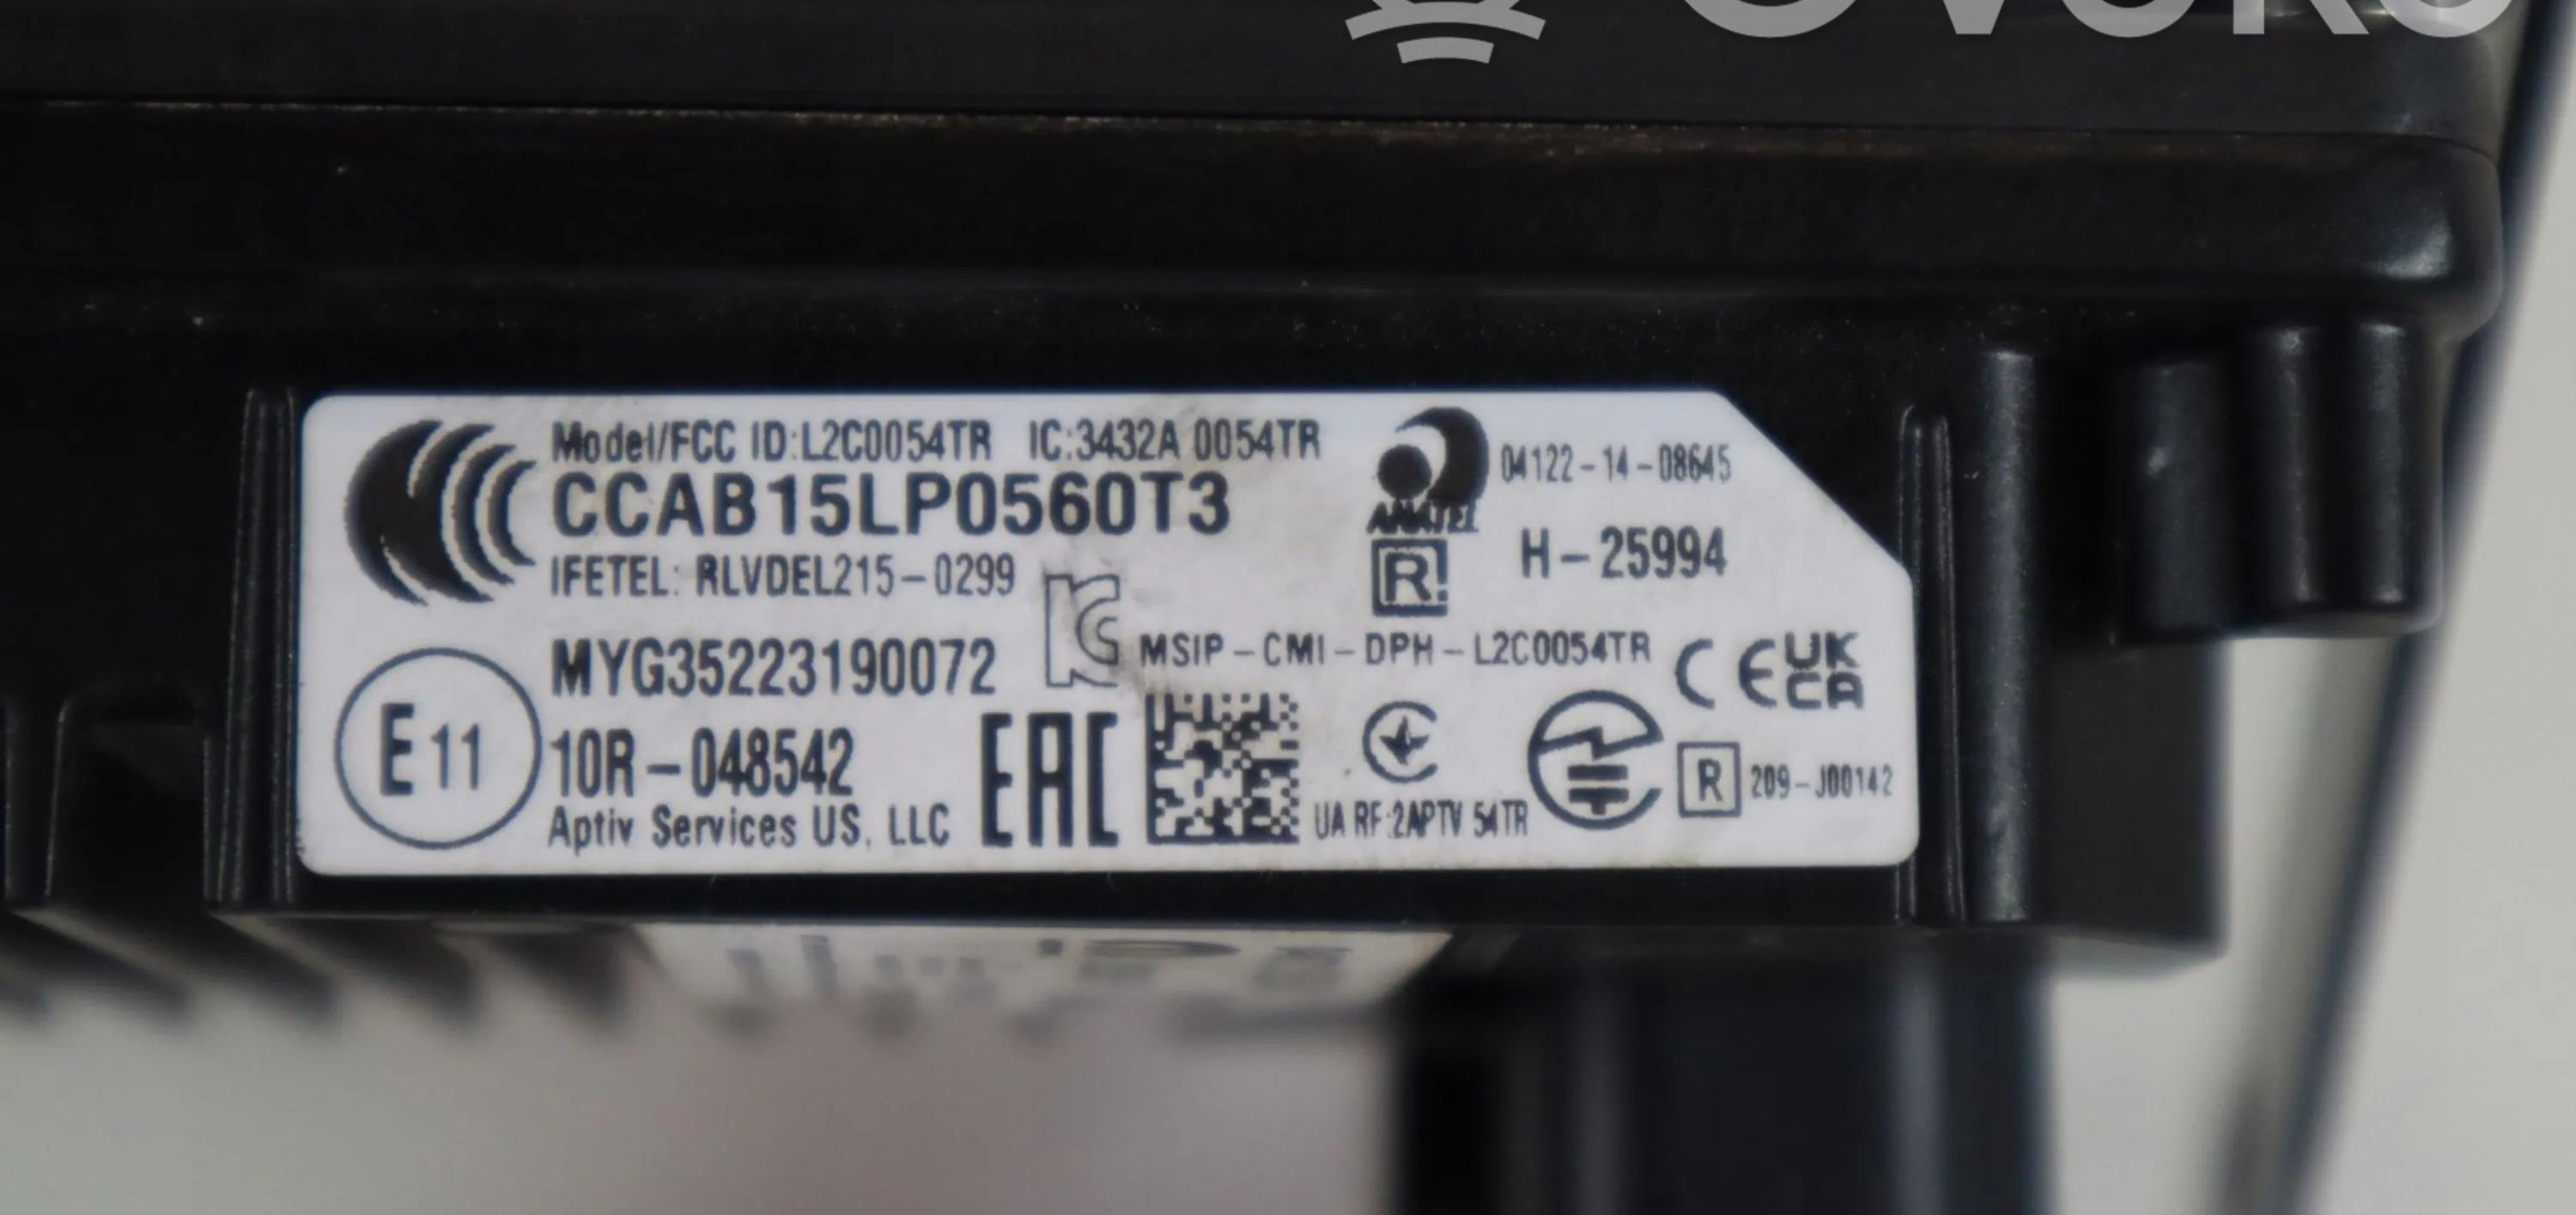 Model/FCC ID:L2C0054TR IC:3432A 0054TR
CCAB15LP0560T3
IFETEL: RLVDEL215-0299
ANATEL
04122-14-08645
R!
H-25994
MYG35223190072
MSIP-CMI-DPH-L2C0054TR
CE
UK
CA
E11
10R-048542
Aptiv Services US, LLC
EAC
UA RF:2APTV 54TR
R
209-J00142